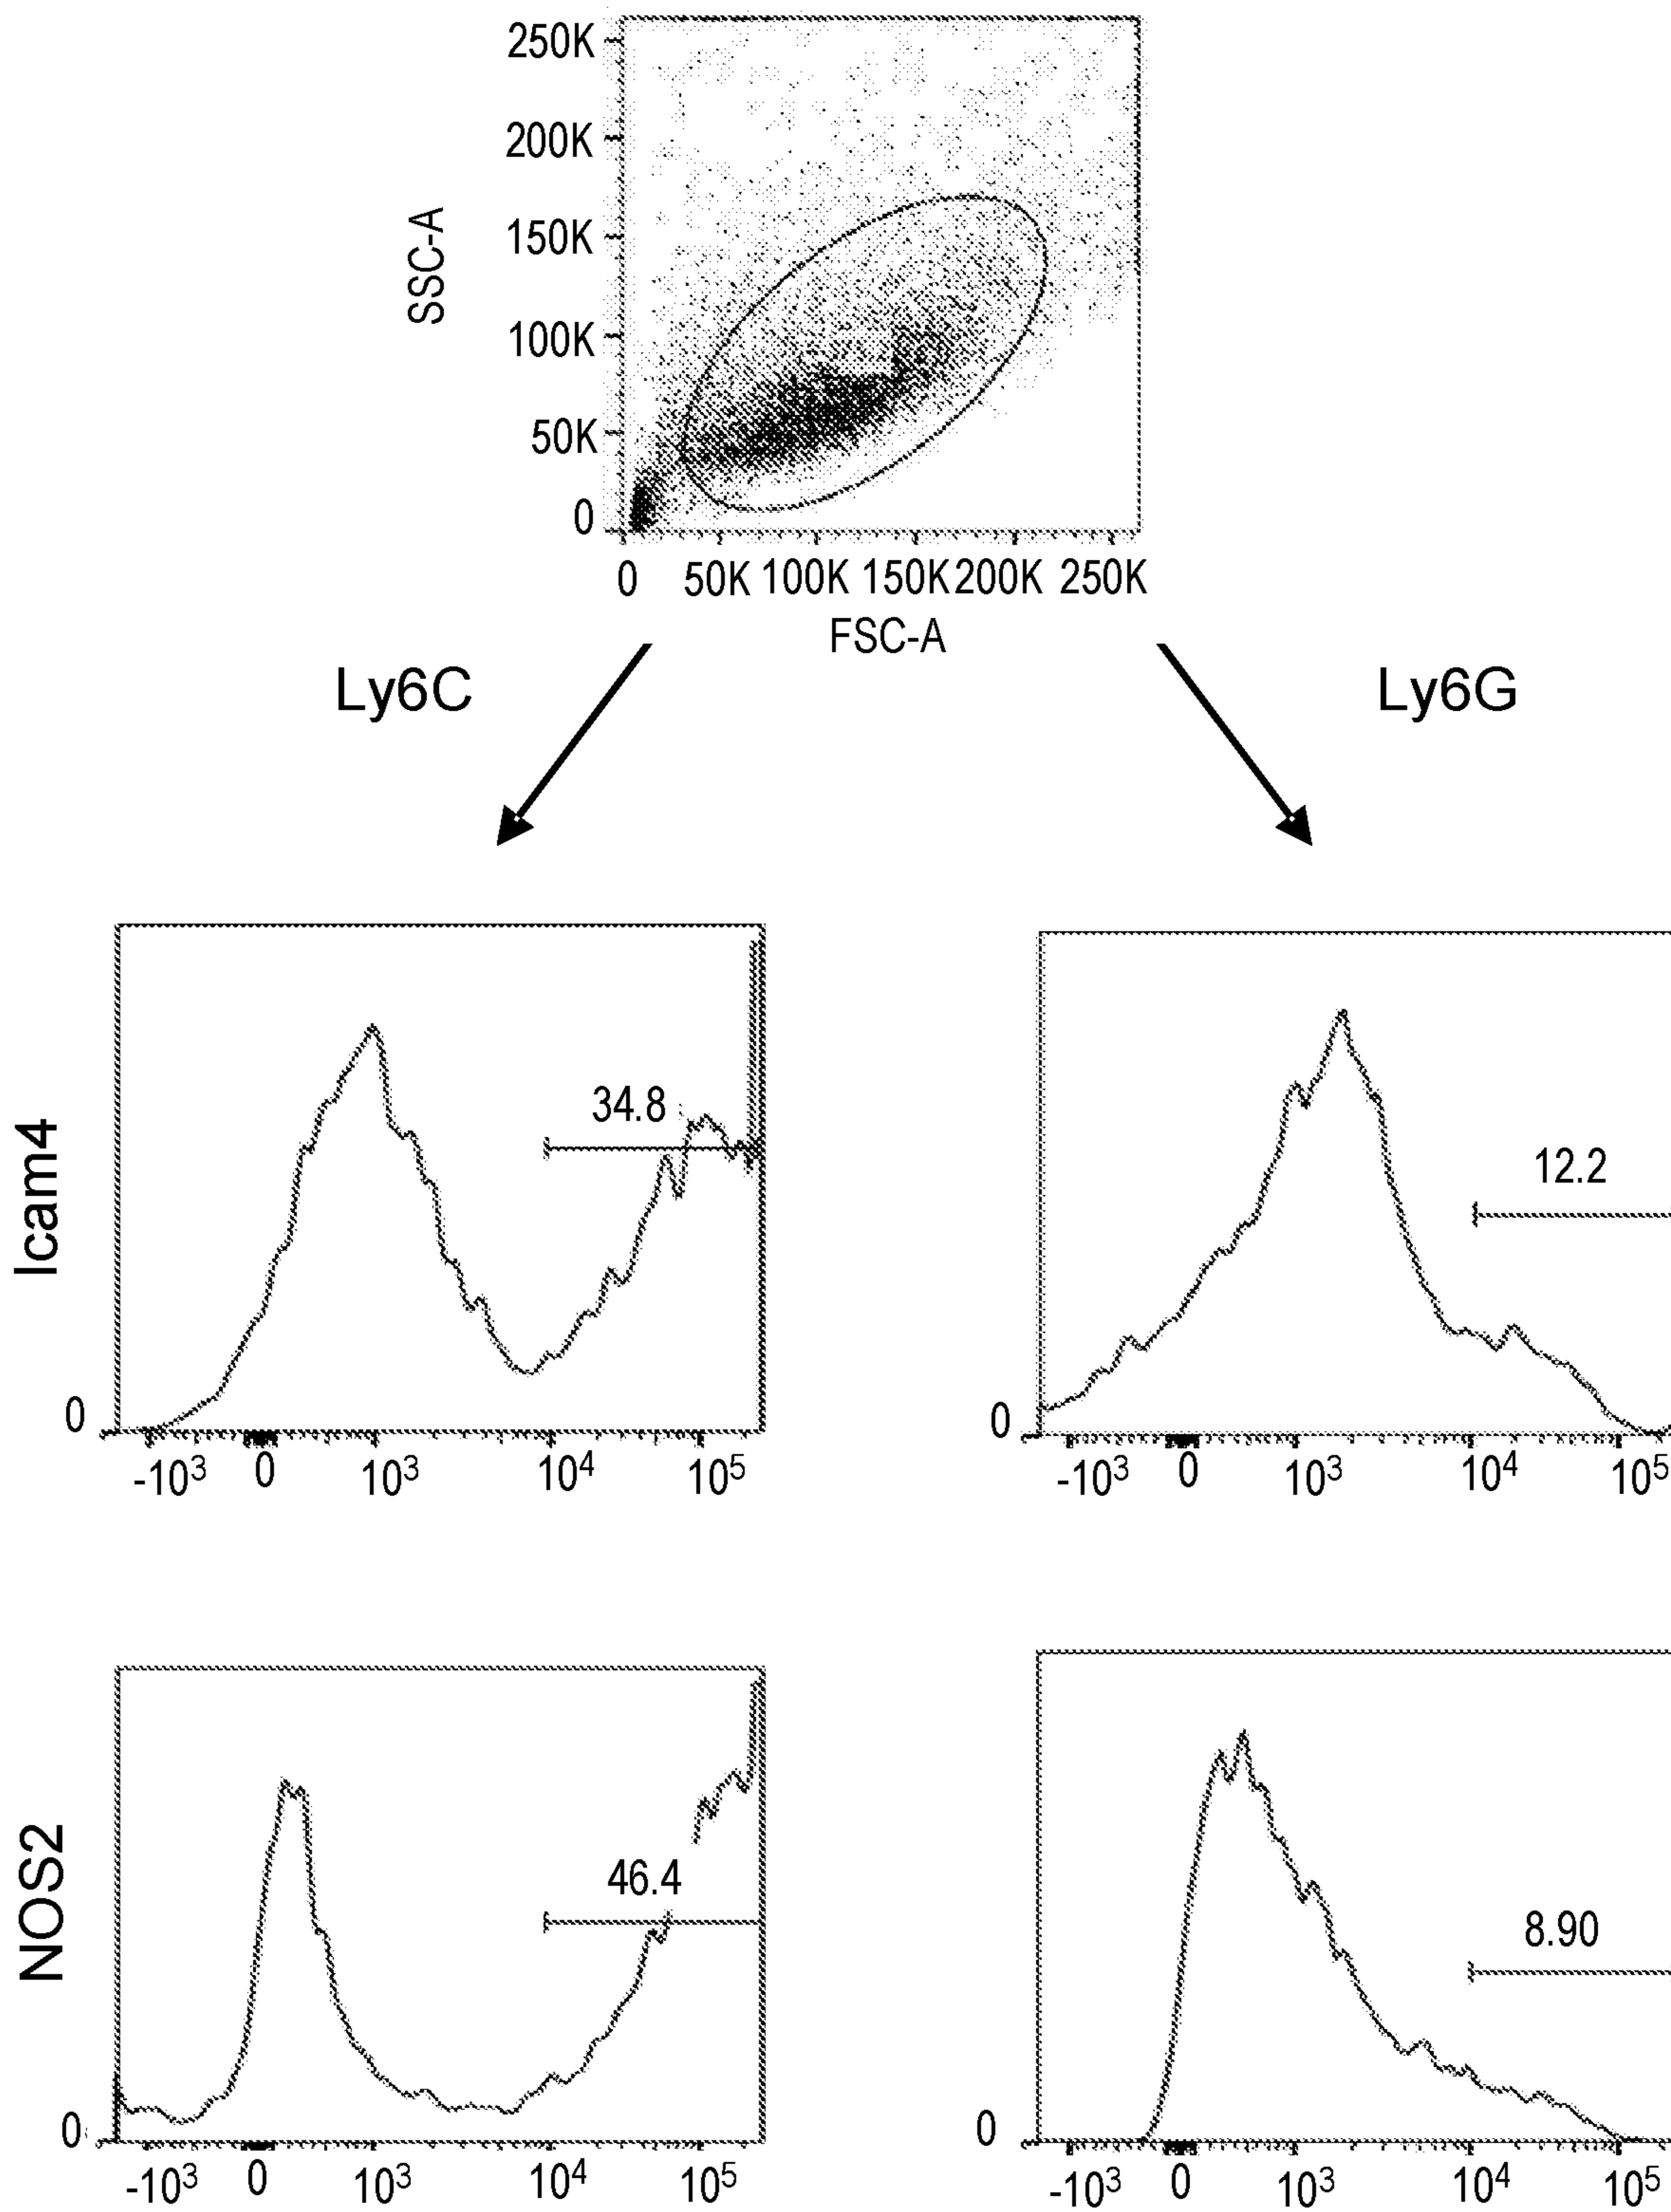 250K
200K
150K
100K
50K
0
SSC-A
0 50K 100K 150K 200K 250K
FSC-A
Ly6C
Ly6G
Icam4
34.8
0
-10³ 0 10³ 10⁴ 10⁵
12.2
0
-10³ 0 10³ 10⁴ 10⁵
NOS2
46.4
0
-10³ 0 10³ 10⁴ 10⁵
8.90
0
-10³ 0 10³ 10⁴ 10⁵